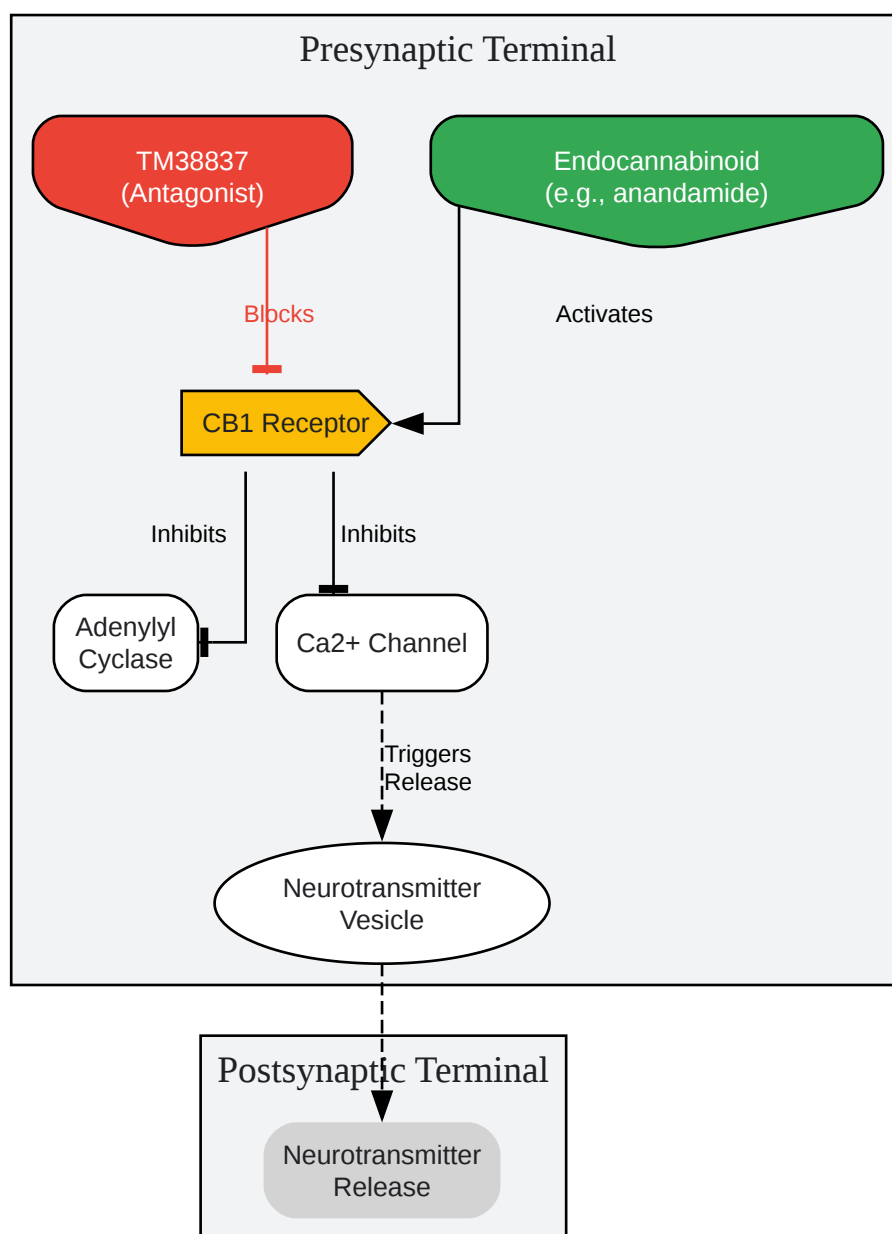 Presynaptic Terminal
TM38837
(Antagonist)
Endocannabinoid
(e.g., anandamide)
Blocks
Activates
CB1 Receptor
Inhibits
Inhibits
Adenylyl
Cyclase
Ca2+ Channel
Triggers
Release
Neurotransmitter
Vesicle
Postsynaptic Terminal
Neurotransmitter
Release